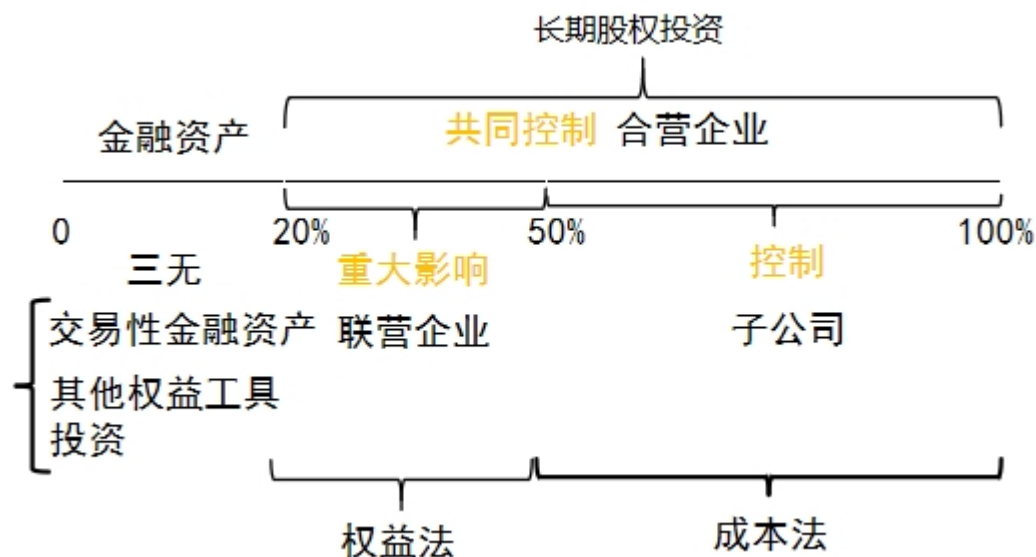 长期股权投资
金融资产
共同控制 合营企业
0
20%
50%
100%
三无
重大影响
控制
交易性金融资产
联营企业
子公司
其他权益工具
投资
权益法
成本法